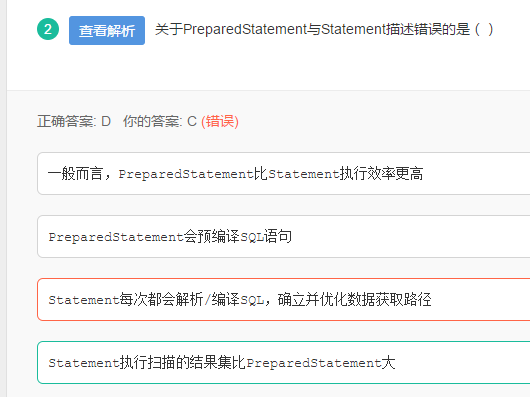 2 查看解析 关于PreparedStatement与Statement描述错误的是 ( )
正确答案: D 你的答案: C (错误)
一般而言，PreparedStatement比Statement执行效率更高
PreparedStatement会预编译SQL语句
Statement每次都会解析/编译SQL，确立并优化数据获取路径
Statement执行扫描的结果集比PreparedStatement大